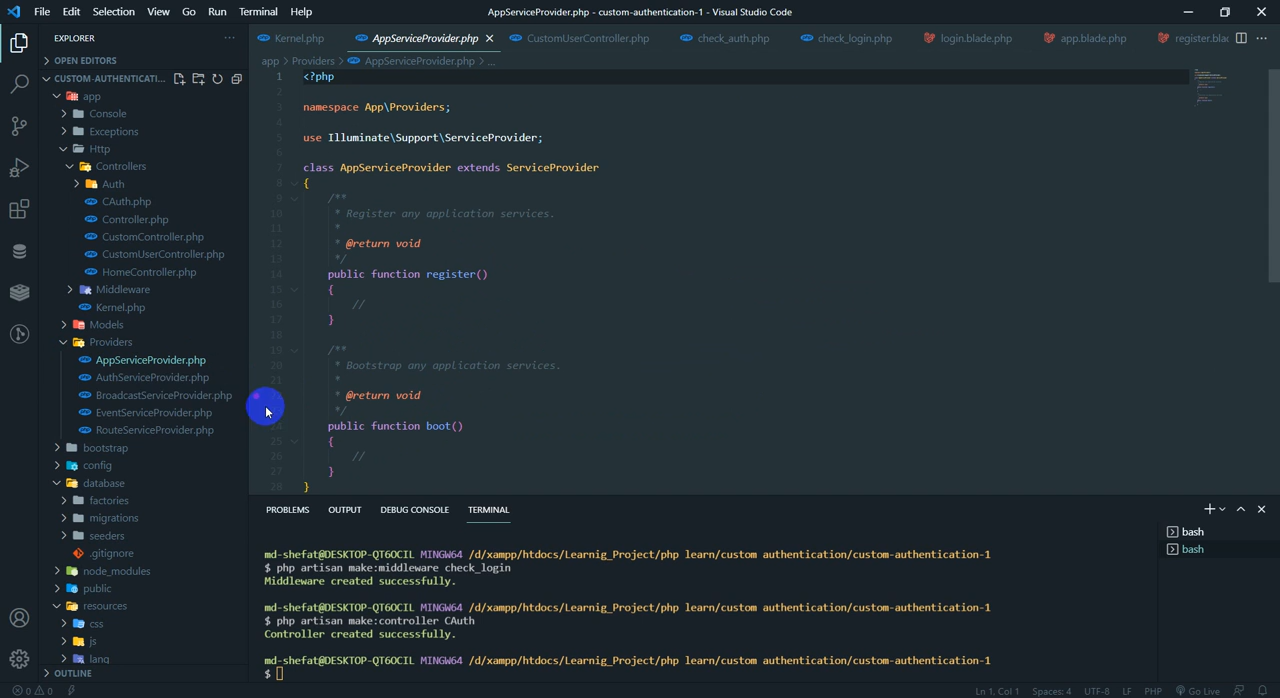 File Edit Selection View Go Run Terminal Help
AppServiceProvider.php - custom-authentication-1 - Visual Studio Code
EXPLORER
OPEN EDITORS
CUSTOM-AUTHENTICATI...
app
Console
Exceptions
Http
Controllers
Auth
CAuth.php
Controller.php
CustomController.php
CustomUserController.php
HomeController.php
Middleware
Kernel.php
Models
Providers
AppServiceProvider.php
AuthServiceProvider.php
BroadcastServiceProvider.php
EventServiceProvider.php
RouteServiceProvider.php
bootstrap
config
database
factories
migrations
seeders
.gitignore
node_modules
public
resources
css
js
lang
OUTLINE
Kernel.php AppServiceProvider.php CustomUserController.php check_auth.php check_login.php login.blade.php app.blade.php register.blac
app > Providers > AppServiceProvider.php > ...
1 <?php
2
3 namespace App\Providers;
4
5 use Illuminate\Support\ServiceProvider;
6
7 class AppServiceProvider extends ServiceProvider
8 {
9 /**
10 * Register any application services.
11 *
12 * @return void
13 */
14 public function register()
15 {
16 //
17 }
18
19 /**
20 * Bootstrap any application services.
21 *
* @return void
*/
24 public function boot()
25 {
26 //
27 }
28 }
PROBLEMS OUTPUT DEBUG CONSOLE TERMINAL
md-shefat@DESKTOP-QT6OCIL MINGW64 /d/xampp/htdocs/Learnig_Project/php learn/custom authentication/custom-authentication-1
$ php artisan make:middleware check_login
Middleware created successfully.
md-shefat@DESKTOP-QT6OCIL MINGW64 /d/xampp/htdocs/Learnig_Project/php learn/custom authentication/custom-authentication-1
$ php artisan make:controller CAuth
Controller created successfully.
md-shefat@DESKTOP-QT6OCIL MINGW64 /d/xampp/htdocs/Learnig_Project/php learn/custom authentication/custom-authentication-1
$
bash
bash
0 0
Ln 1, Col 1 Spaces: 4 UTF-8 LF PHP Go Live